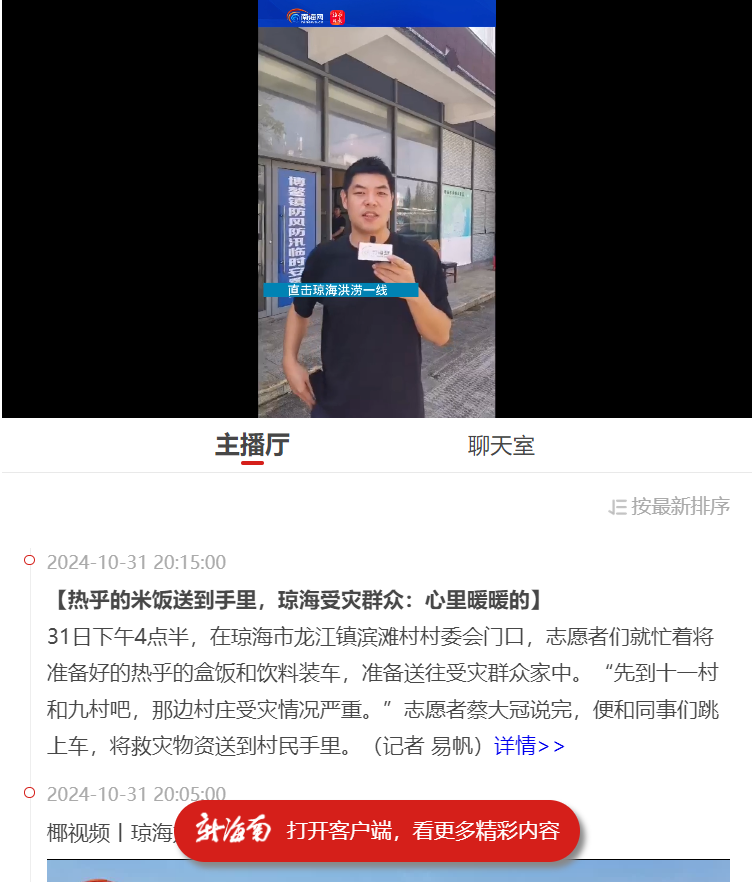 南海网
博鳌镇防风防汛临时安
直击琼海洪涝一线
主播厅
聊天室
按最新排序
2024-10-31 20:15:00
【热乎的米饭送到手里，琼海受灾群众：心里暖暖的】
31日下午4点半，在琼海市龙江镇滨滩村村委会门口，志愿者们就忙着将
准备好的热乎的盒饭和饮料装车，准备送往受灾群众家中。“先到十一村
和九村吧，那边村庄受灾情况严重。”志愿者蔡大冠说完，便和同事们跳
上车，将救灾物资送到村民手里。（记者 易帆）详情>>
2024-10-31 20:05:00
椰视频丨琼海
新海南 打开客户端，看更多精彩内容